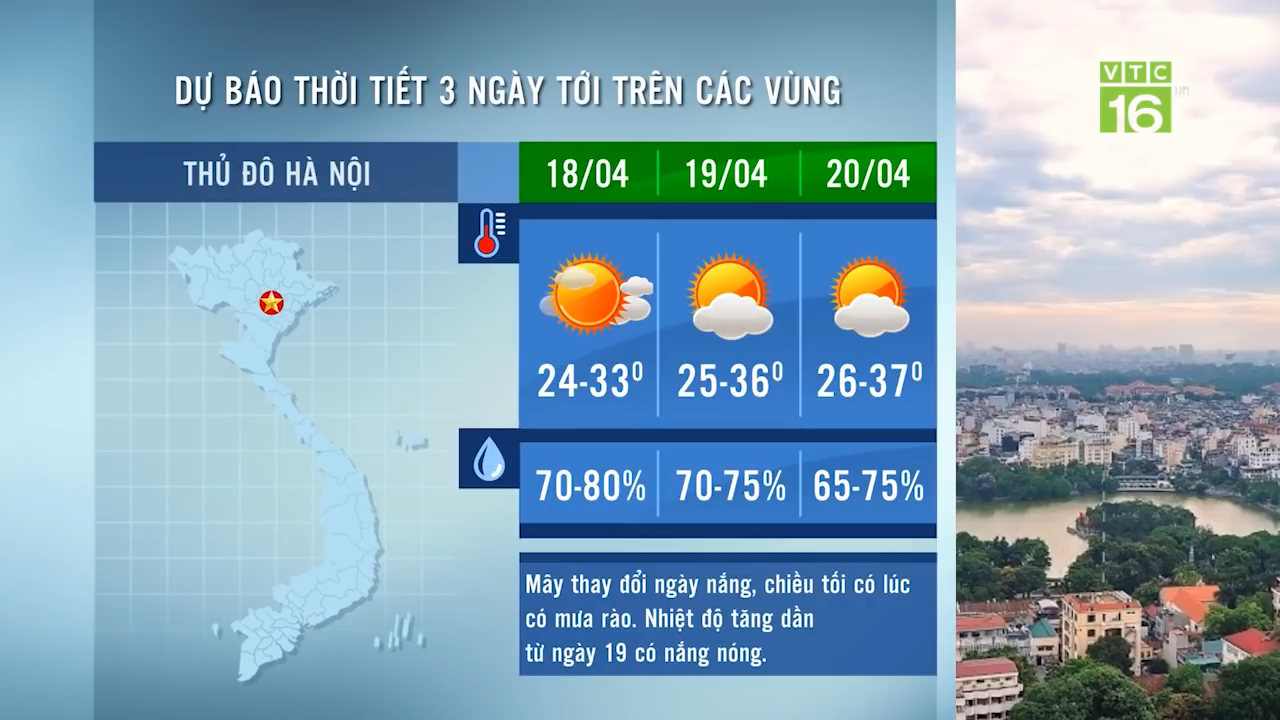 DỰ BÁO THỜI TIẾT 3 NGÀY TỚI TRÊN CÁC VÙNG
VTC
16
.vn
THỦ ĐÔ HÀ NỘI
18/04 19/04 20/04
24-33⁰ 25-36⁰ 26-37⁰
70-80% 70-75% 65-75%
Mây thay đổi ngày nắng, chiều tối có lúc
có mưa rào. Nhiệt độ tăng dần
từ ngày 19 có nắng nóng.